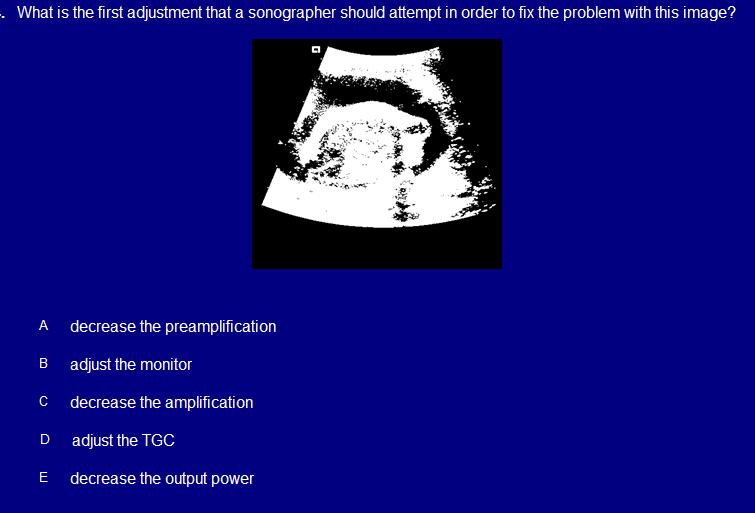 . What is the first adjustment that a sonographer should attempt in order to fix the problem with this image?
A decrease the preamplification
B adjust the monitor
C decrease the amplification
D adjust the TGC
E decrease the output power